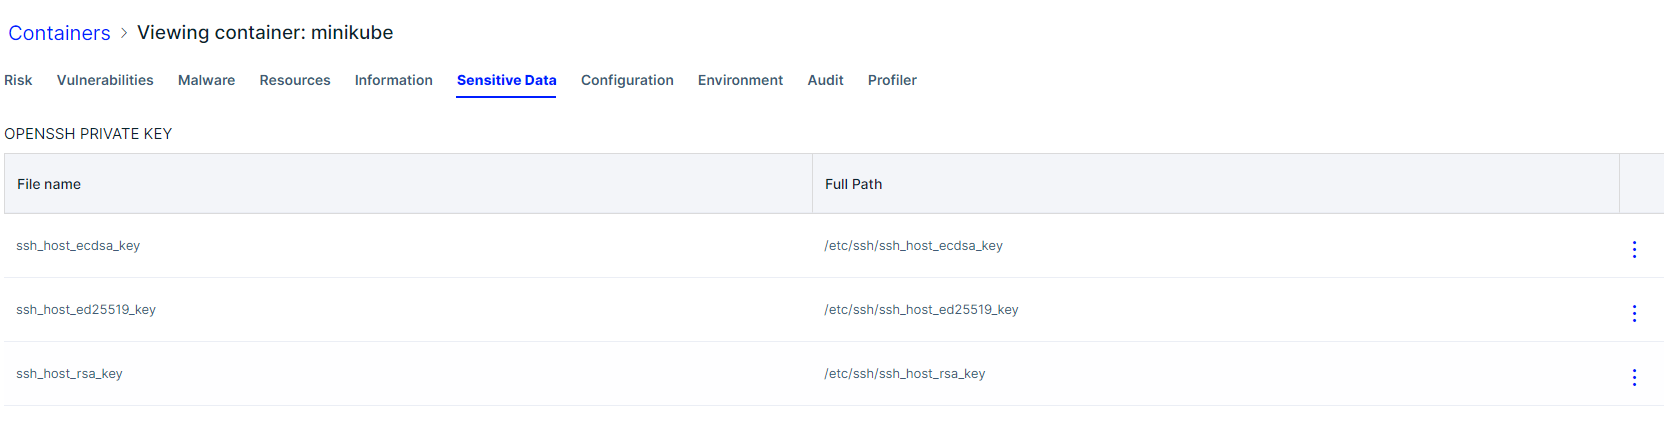 Containers > Viewing container: minikube
Risk Vulnerabilities Malware Resources Information Sensitive Data Configuration Environment Audit Profiler
OPENSSH PRIVATE KEY
File name Full Path
ssh_host_ecdsa_key /etc/ssh/ssh_host_ecdsa_key
ssh_host_ed25519_key /etc/ssh/ssh_host_ed25519_key
ssh_host_rsa_key /etc/ssh/ssh_host_rsa_key